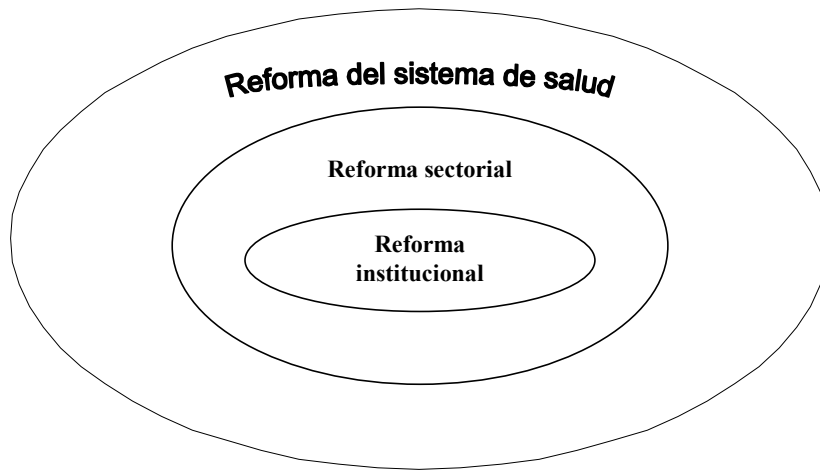 Reforma del sistema de salud
Reforma sectorial
Reforma
institucional